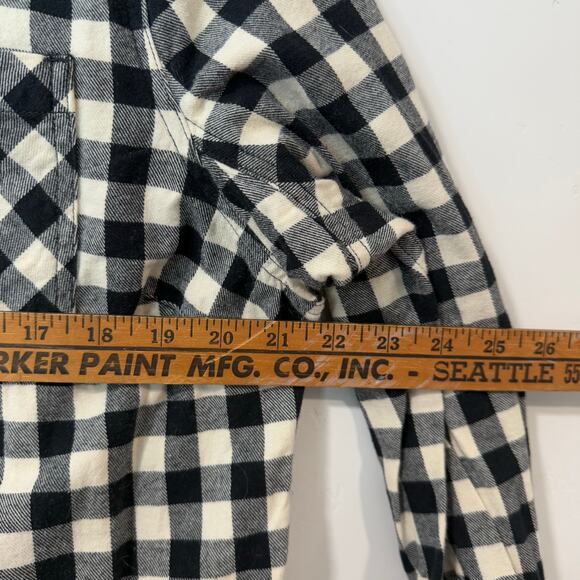 17 18 19 20 21 22 23 24 25 26
RKER PAINT MFG. CO., INC. - SEATTLE 55